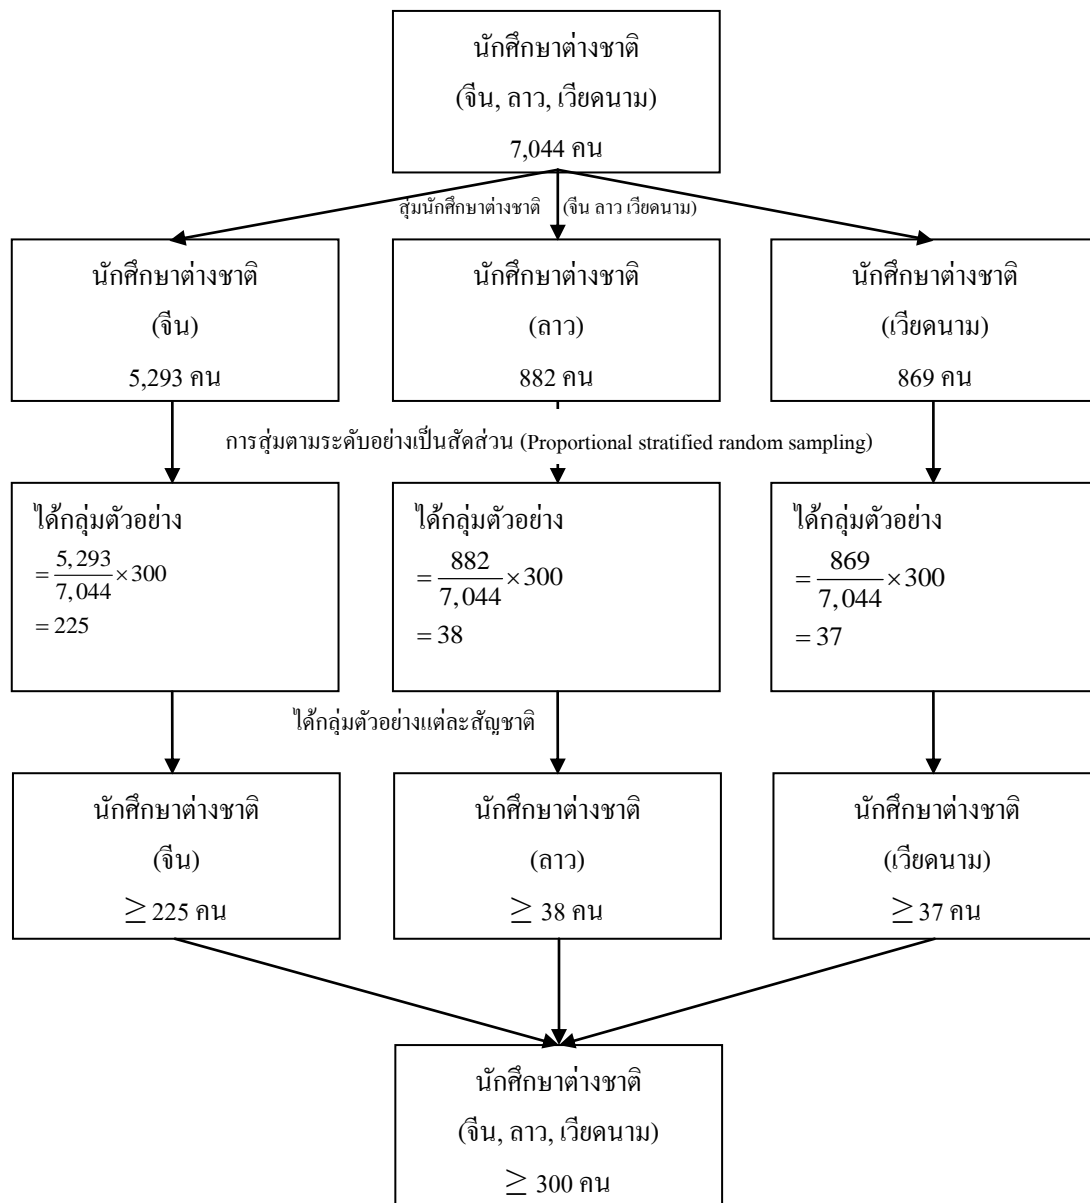 นักศึกษาต่างชาติ
(จีน, ลาว, เวียดนาม)
7,044 คน
สุ่มนักศึกษาต่างชาติ (จีน ลาว เวียดนาม)
นักศึกษาต่างชาติ
(จีน)
5,293 คน
นักศึกษาต่างชาติ
(ลาว)
882 คน
นักศึกษาต่างชาติ
(เวียดนาม)
869 คน
การสุ่มตามระดับอย่างเป็นสัดส่วน (Proportional stratified random sampling)
ได้กลุ่มตัวอย่าง
= 5,293 / 7,044 × 300
= 225
ได้กลุ่มตัวอย่าง
= 882 / 7,044 × 300
= 38
ได้กลุ่มตัวอย่าง
= 869 / 7,044 × 300
= 37
ได้กลุ่มตัวอย่างแต่ละสัญชาติ
นักศึกษาต่างชาติ
(จีน)
≥ 225 คน
นักศึกษาต่างชาติ
(ลาว)
≥ 38 คน
นักศึกษาต่างชาติ
(เวียดนาม)
≥ 37 คน
นักศึกษาต่างชาติ
(จีน, ลาว, เวียดนาม)
≥ 300 คน